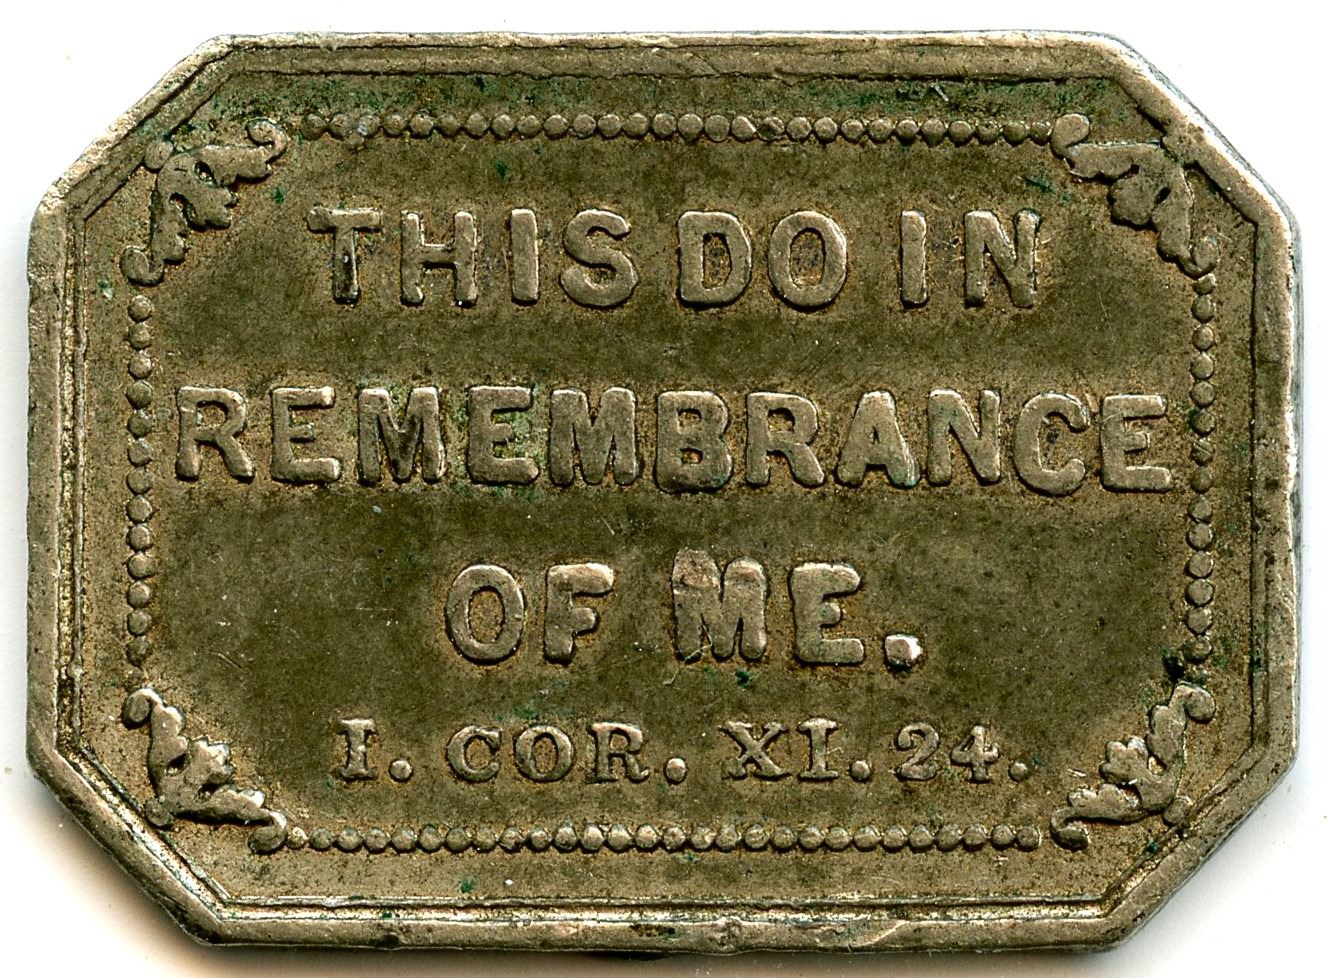 THIS DO IN
REMEMBRANCE
OF ME.
I. COR. XI. 24.